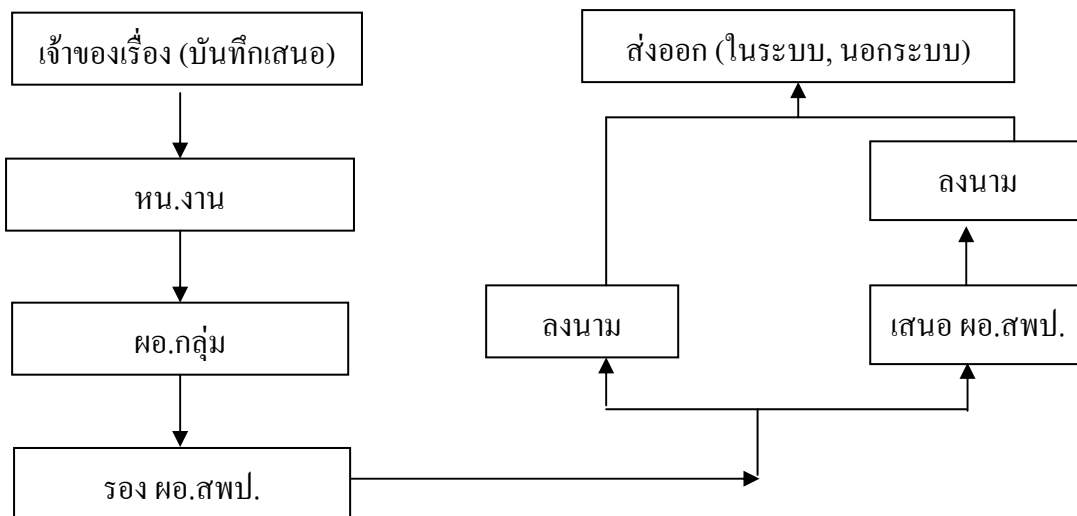 เจ้าของเรื่อง (บันทึกเสนอ)
หน.งาน
ผอ.กลุ่ม
รอง ผอ.สพป.
ลงนาม
เสนอ ผอ.สพป.
ลงนาม
ส่งออก (ในระบบ, นอกระบบ)